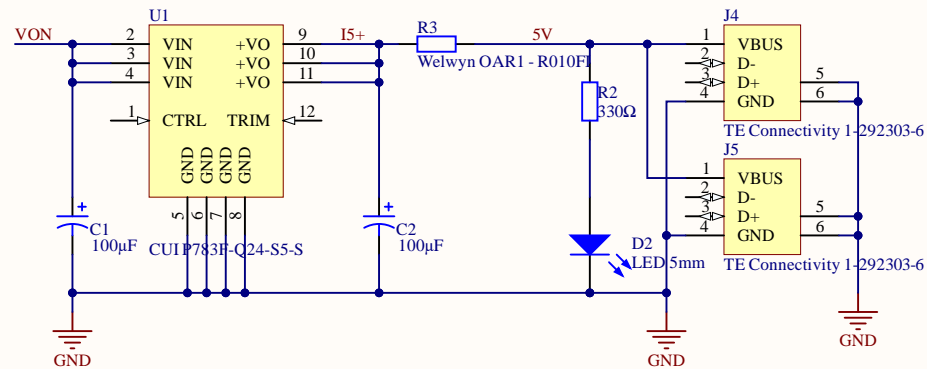 U1
VON
2 VIN
3 VIN
4 VIN
1 CTRL
+VO 9
+VO 10
+VO 11
TRIM 12
GND GND GND GND
5 6 7 8
CUI P783F-Q24-S5-S
C1
100µF
I5+
C2
100µF
R3
Welwyn OAR1 - R010FI
5V
R2
330Ω
D2
LED 5mm
J4
1 VBUS
2 D-
3 D+ 5
4 GND 6
TE Connectivity 1-292303-6
J5
1 VBUS
2 D-
3 D+ 5
4 GND 6
TE Connectivity 1-292303-6
GND
GND
GND